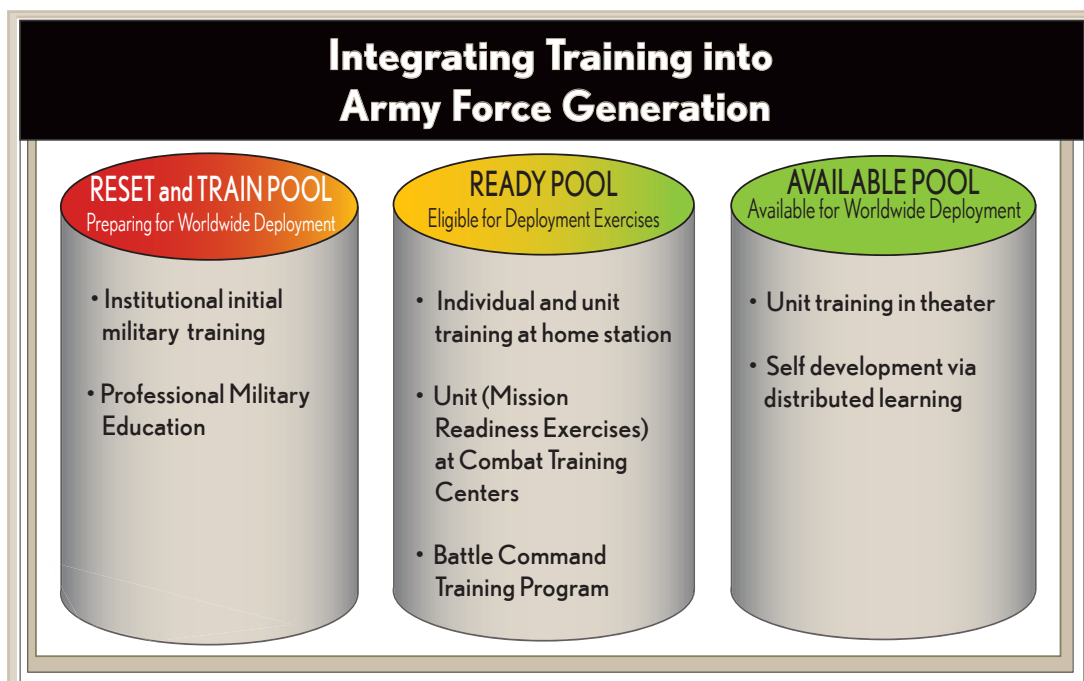 Integrating Training into
Army Force Generation
RESET and TRAIN POOL
Preparing for Worldwide Deployment
• Institutional initial
military training
• Professional Military
Education
READY POOL
Eligible for Deployment Exercises
• Individual and unit
training at home station
• Unit (Mission
Readiness Exercises)
at Combat Training
Centers
• Battle Command
Training Program
AVAILABLE POOL
Available for Worldwide Deployment
• Unit training in theater
• Self development via
distributed learning